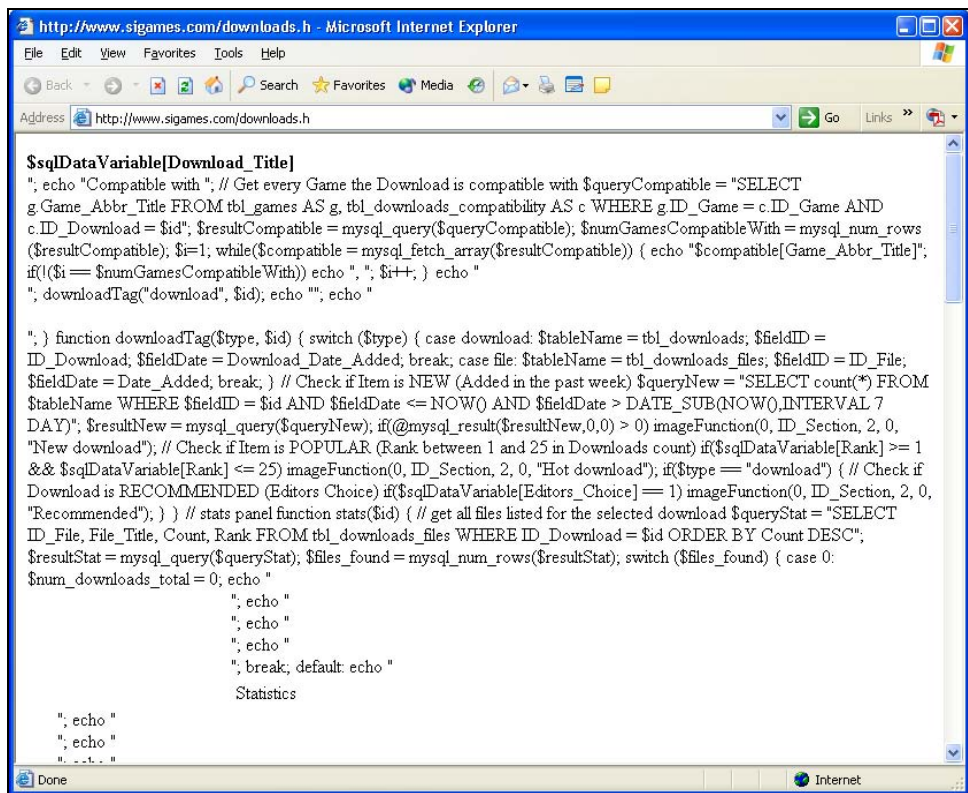 http://www.sigames.com/downloads.h - Microsoft Internet Explorer
File Edit View Favorites Tools Help
Back Search Favorites Media
Address http://www.sigames.com/downloads.h Go Links »
$sqlDataVariable[Download_Title]
"; echo "Compatible with "; // Get every Game the Download is compatible with $queryCompatible = "SELECT
g.Game_Abbr_Title FROM tbl_games AS g, tbl_downloads_compatibility AS c WHERE g.ID_Game = c.ID_Game AND
c.ID_Download = $id"; $resultCompatible = mysql_query($queryCompatible); $numGamesCompatibleWith = mysql_num_rows
($resultCompatible); $i=1; while($compatible = mysql_fetch_array($resultCompatible)) { echo "$compatible[Game_Abbr_Title]";
if(!($i == $numGamesCompatibleWith)) echo ", "; $i++; } echo "
"; downloadTag("download", $id); echo ""; echo "
"; } function downloadTag($type, $id) { switch ($type) { case download: $tableName = tbl_downloads; $fieldID =
ID_Download; $fieldDate = Download_Date_Added; break; case file: $tableName = tbl_downloads_files; $fieldID = ID_File;
$fieldDate = Date_Added; break; } // Check if Item is NEW (Added in the past week) $queryNew = "SELECT count(*) FROM
$tableName WHERE $fieldID = $id AND $fieldDate <= NOW() AND $fieldDate > DATE_SUB(NOW(),INTERVAL 7
DAY)"; $resultNew = mysql_query($queryNew); if(@mysql_result($resultNew,0,0) > 0) imageFunction(0, ID_Section, 2, 0,
"New download"); // Check if Item is POPULAR (Rank between 1 and 25 in Downloads count) if($sqlDataVariable[Rank] >= 1
&& $sqlDataVariable[Rank] <= 25) imageFunction(0, ID_Section, 2, 0, "Hot download"); if($type == "download") { // Check if
Download is RECOMMENDED (Editors Choice) if($sqlDataVariable[Editors_Choice] == 1) imageFunction(0, ID_Section, 2, 0,
"Recommended"); } } // stats panel function stats($id) { // get all files listed for the selected download $queryStat = "SELECT
ID_File, File_Title, Count, Rank FROM tbl_downloads_files WHERE ID_Download = $id ORDER BY Count DESC";
$resultStat = mysql_query($queryStat); $files_found = mysql_num_rows($resultStat); switch ($files_found) { case 0:
$num_downloads_total = 0; echo "
"; echo "
"; echo "
"; echo "
"; break; default: echo "
Statistics
"; echo "
"; echo "
Done Internet